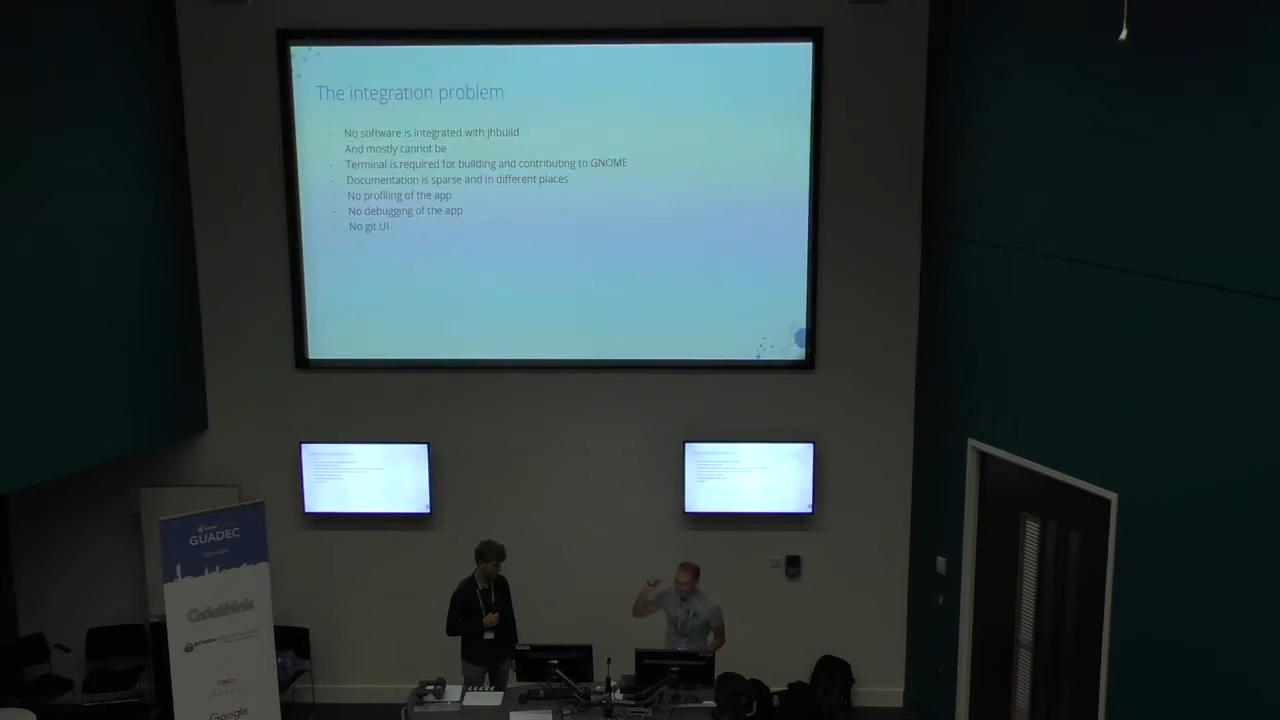 The integration problem
- No software is integrated with jhbuild
- And mostly cannot be
- Terminal is required for building and contributing to GNOME
- Documentation is sparse and in different places
- No profiling of the app
- No debugging of the app
- No git UI
GUADEC
Codethink
Google